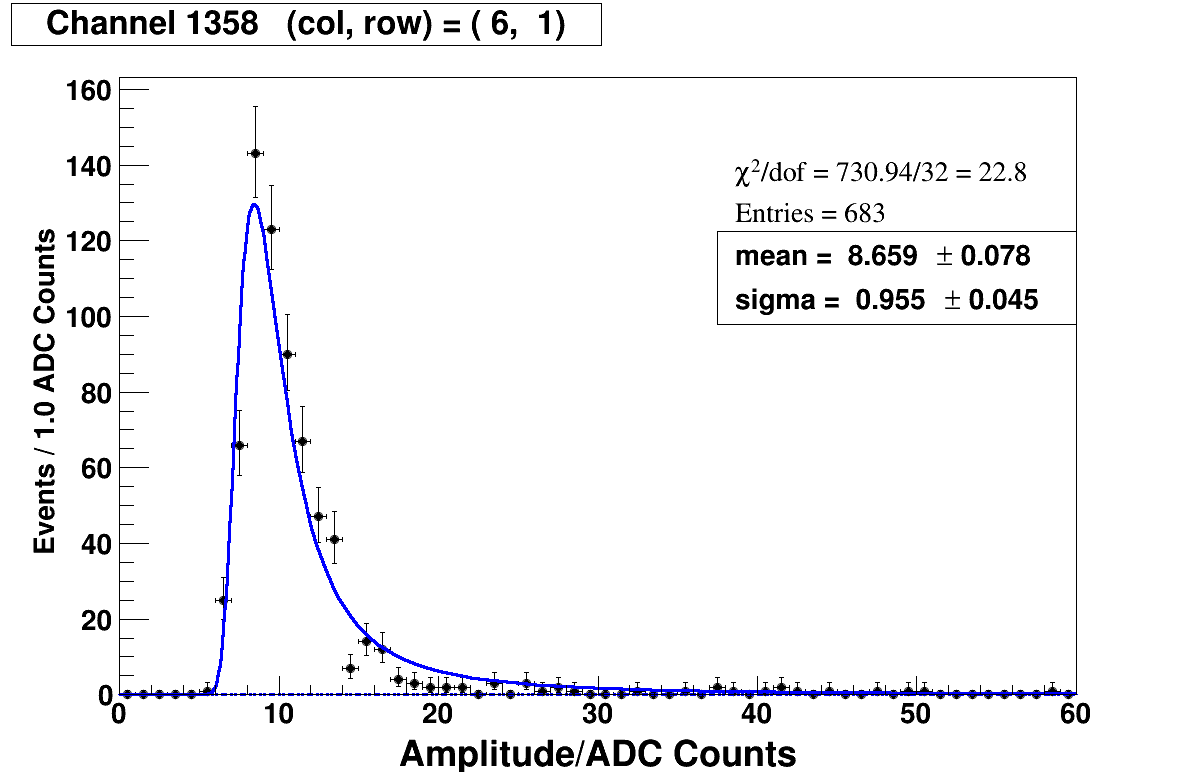 Channel 1358 (col, row) = ( 6, 1)
160
140
120
100
80
60
40
20
0
Events / 1.0 ADC Counts
χ²/dof = 730.94/32 = 22.8
Entries = 683
mean = 8.659 ± 0.078
sigma = 0.955 ± 0.045
0 10 20 30 40 50 60
Amplitude/ADC Counts